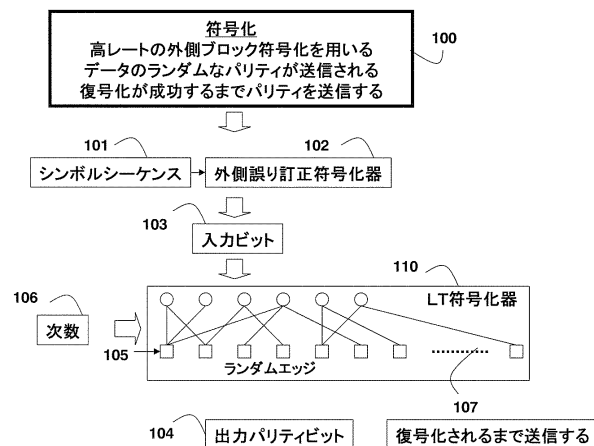 符号化
高レートの外側ブロック符号化を用いる
データのランダムなパリティが送信される
復号化が成功するまでパリティを送信する
100
101
102
シンボルシーケンス
外側誤り訂正符号化器
103
入力ビット
110
106
LT符号化器
次数
105
ランダムエッジ
107
104
出力パリティビット
復号化されるまで送信する